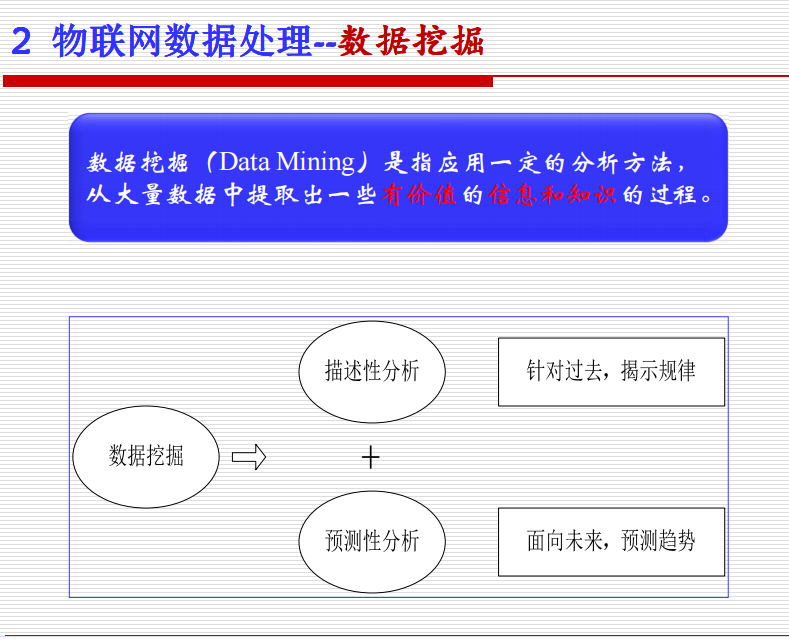 2 物联网数据处理--数据挖掘
数据挖掘（Data Mining）是指应用一定的分析方法，
从大量数据中提取出一些有价值的信息和知识的过程。
描述性分析
针对过去，揭示规律
数据挖掘
+
预测性分析
面向未来，预测趋势